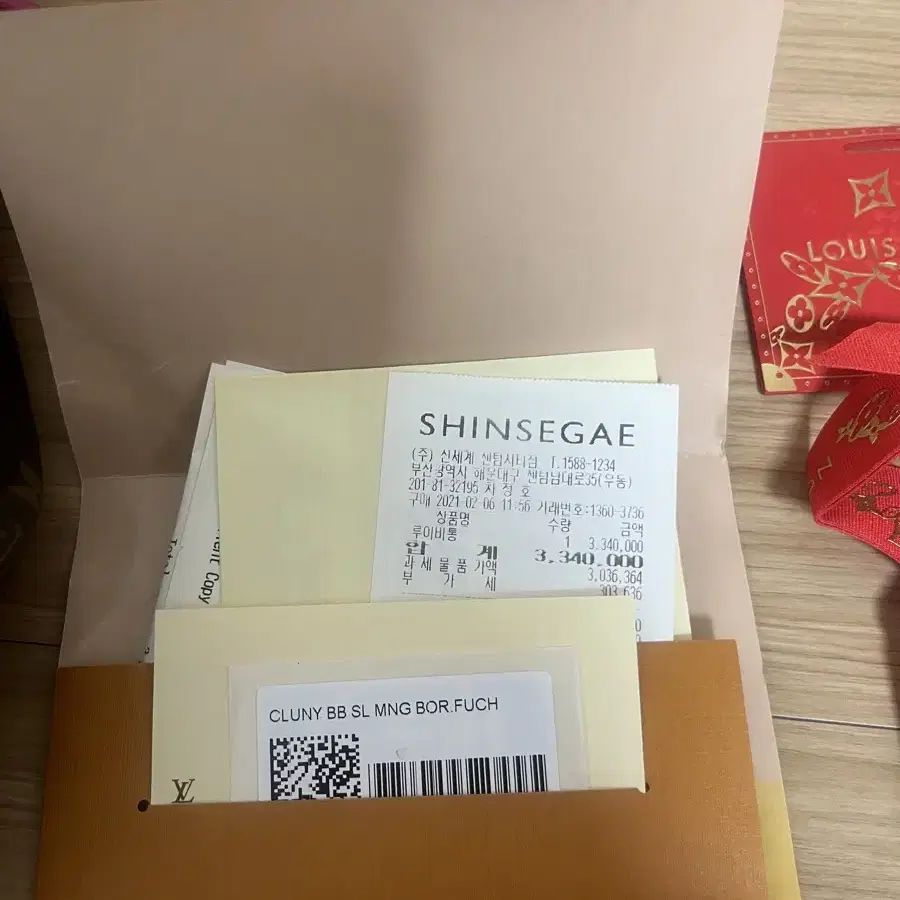 SHINSEGAE
(주) 신세계 센텀시티점 T.1588-1234
부산광역시 해운대구 센텀남대로35(우동)
201-81-32195 차 정 호
구매 2021-02-06 11:56 거래번호:1360-3736
상품명 수량 금액
루이비통 1 3,340,000
합 계 3,340,000
과 세 물 품 가액 3,036,364
부 가 세 303,636
ient Copy
CLUNY BB SL MNG BOR.FUCH
LV
LOUIS